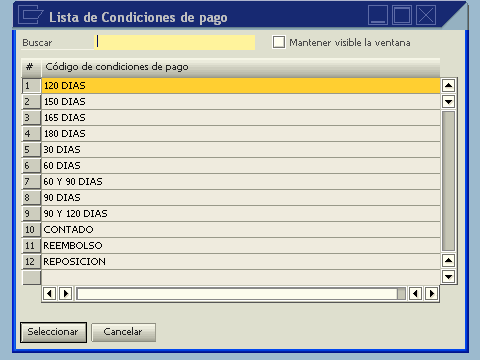 Lista de Condiciones de pago
Buscar
Mantener visible la ventana
# Código de condiciones de pago
1 120 DIAS
2 150 DIAS
3 165 DIAS
4 180 DIAS
5 30 DIAS
6 60 DIAS
7 60 Y 90 DIAS
8 90 DIAS
9 90 Y 120 DIAS
10 CONTADO
11 REEMBOLSO
12 REPOSICION
Seleccionar Cancelar